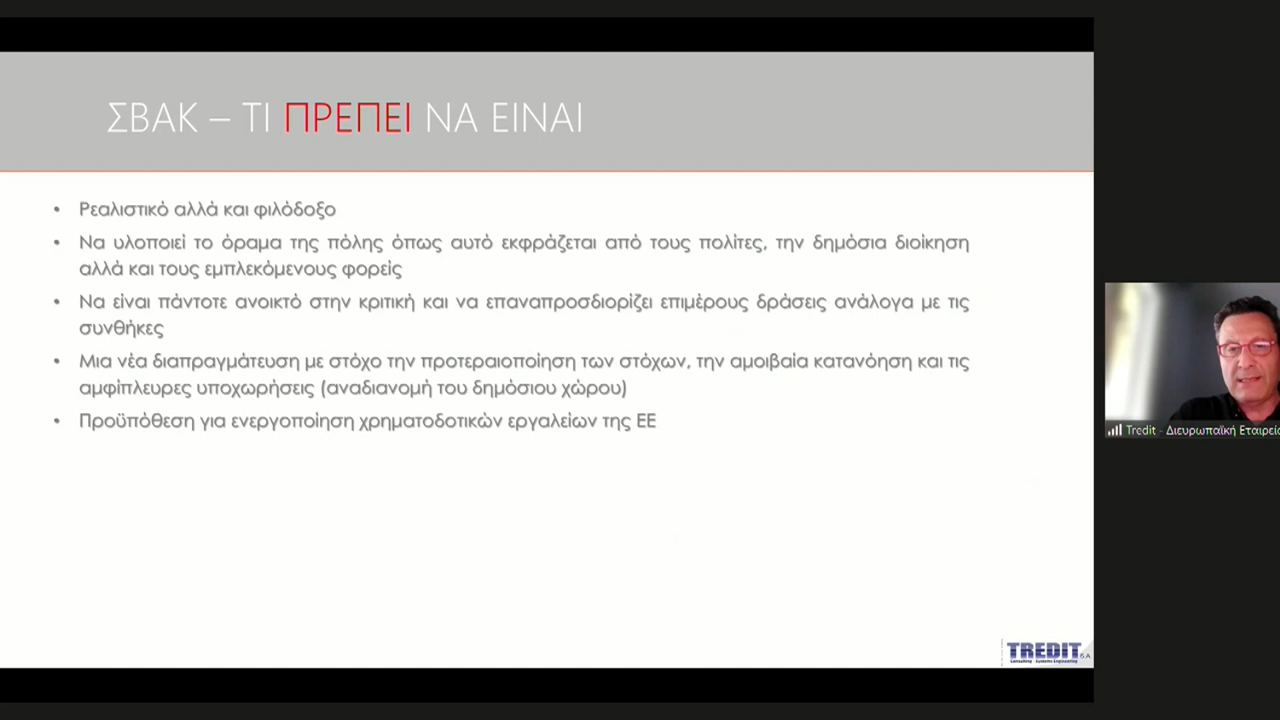 ΣΒΑΚ – ΤΙ ΠΡΕΠΕΙ ΝΑ ΕΙΝΑΙ
• Ρεαλιστικό αλλά και φιλόδοξο
• Να υλοποιεί το όραμα της πόλης όπως αυτό εκφράζεται από τους πολίτες, την δημόσια διοίκηση
αλλά και τους εμπλεκόμενους φορείς
• Να είναι πάντοτε ανοικτό στην κριτική και να επαναπροσδιορίζει επιμέρους δράσεις ανάλογα με τις
συνθήκες
• Μια νέα διαπραγμάτευση με στόχο την προτεραιοποίηση των στόχων, την αμοιβαία κατανόηση και τις
αμφίπλευρες υποχωρήσεις (αναδιανομή του δημόσιου χώρου)
• Προϋπόθεση για ενεργοποίηση χρηματοδοτικών εργαλείων της ΕΕ
Tredit - Διευρωπαϊκή Εταιρεία
TREDIT S.A.
Consulting - Systems Engineering